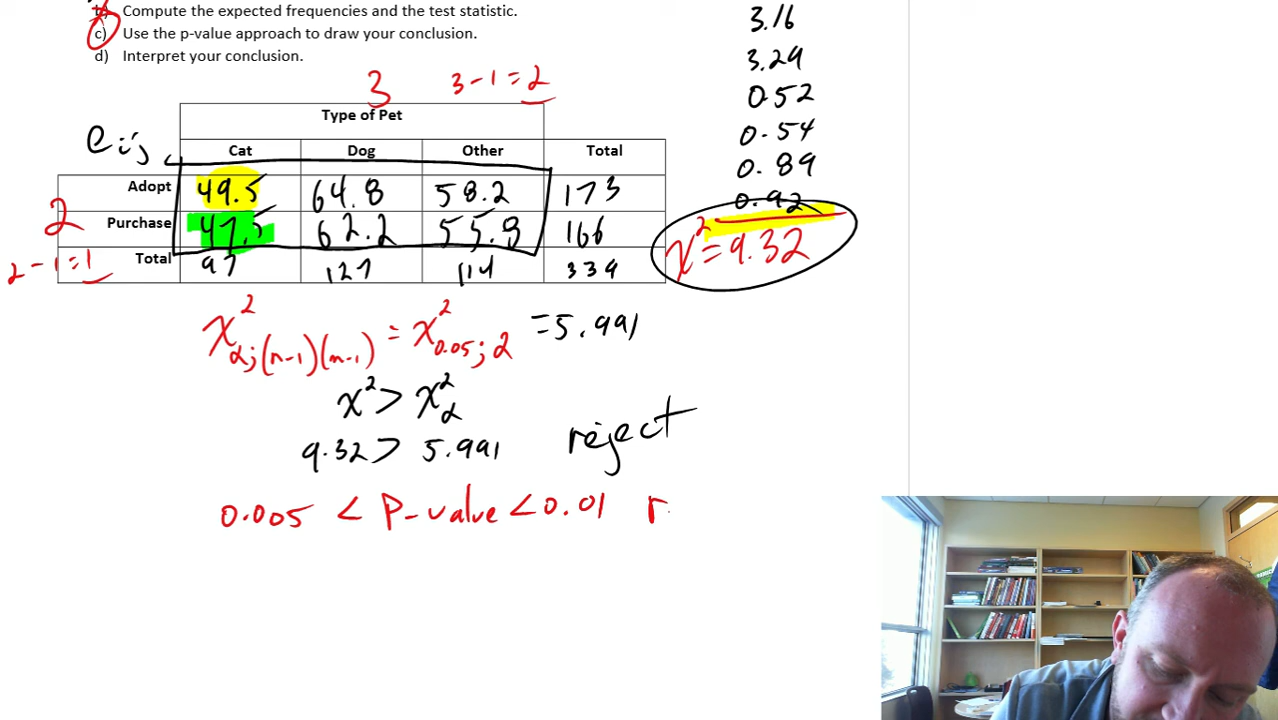 b) Compute the expected frequencies and the test statistic.
c) Use the p-value approach to draw your conclusion.
d) Interpret your conclusion.
3 3-1=2
Type of Pet
eij's
Cat Dog Other Total
Adopt 49.5 64.8 58.2 173
2 Purchase 47.5 62.2 55.8 166
2-1=1 Total 97 127 114 339
3.16
3.29
0.52
0.54
0.89
0.92
χ²=9.32
χ²α;(n-1)(m-1) = χ²0.05;2 =5.991
χ² > χ²α
9.32 > 5.991 reject
0.005 < P-value < 0.01 r